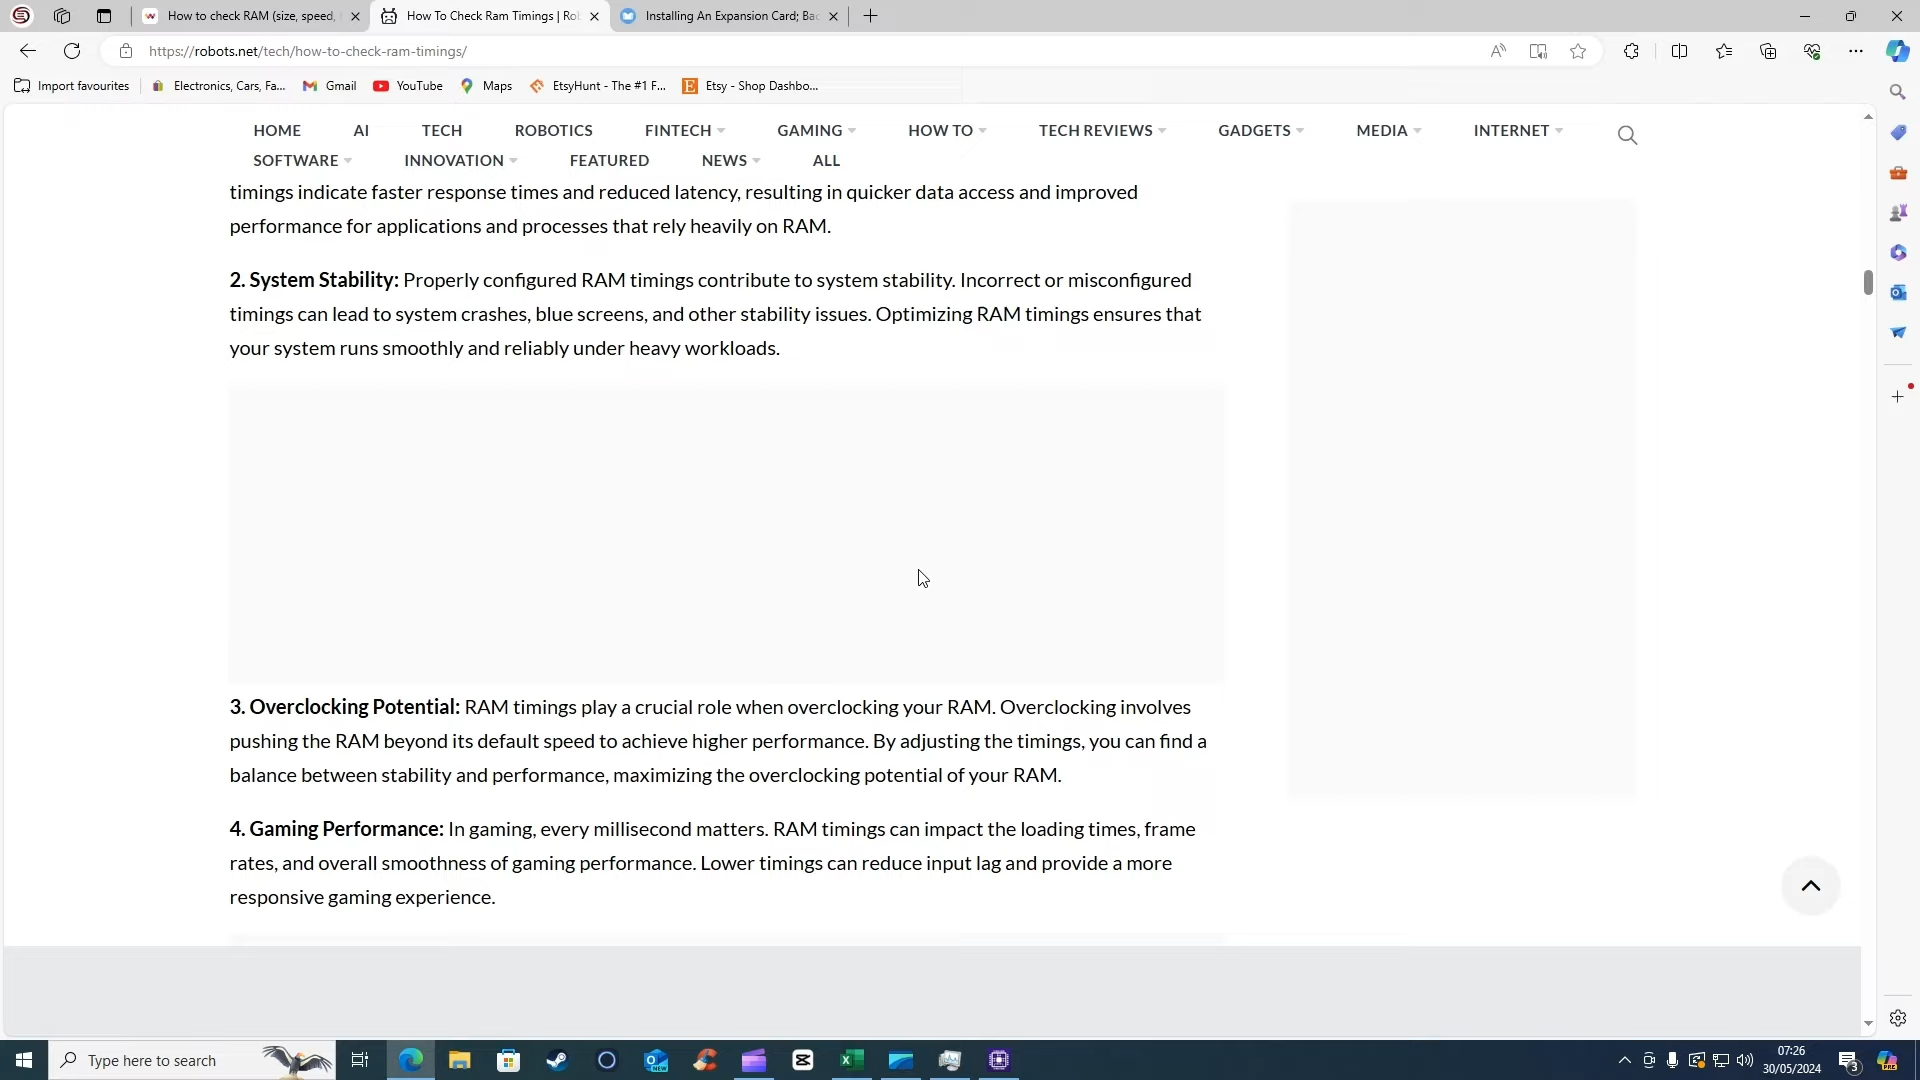 How to check RAM (size, speed,
How To Check Ram Timings | Ro
Installing An Expansion Card; Ba
https://robots.net/tech/how-to-check-ram-timings/
Import favourites
Electronics, Cars, Fa...
Gmail
YouTube
Maps
EtsyHunt - The #1 F...
Etsy - Shop Dashbo...
HOME AI TECH ROBOTICS FINTECH GAMING HOW TO TECH REVIEWS GADGETS MEDIA INTERNET
SOFTWARE INNOVATION FEATURED NEWS ALL
timings indicate faster response times and reduced latency, resulting in quicker data access and improved
performance for applications and processes that rely heavily on RAM.
2. System Stability: Properly configured RAM timings contribute to system stability. Incorrect or misconfigured
timings can lead to system crashes, blue screens, and other stability issues. Optimizing RAM timings ensures that
your system runs smoothly and reliably under heavy workloads.
3. Overclocking Potential: RAM timings play a crucial role when overclocking your RAM. Overclocking involves
pushing the RAM beyond its default speed to achieve higher performance. By adjusting the timings, you can find a
balance between stability and performance, maximizing the overclocking potential of your RAM.
4. Gaming Performance: In gaming, every millisecond matters. RAM timings can impact the loading times, frame
rates, and overall smoothness of gaming performance. Lower timings can reduce input lag and provide a more
responsive gaming experience.
Type here to search
07:26
30/05/2024
3